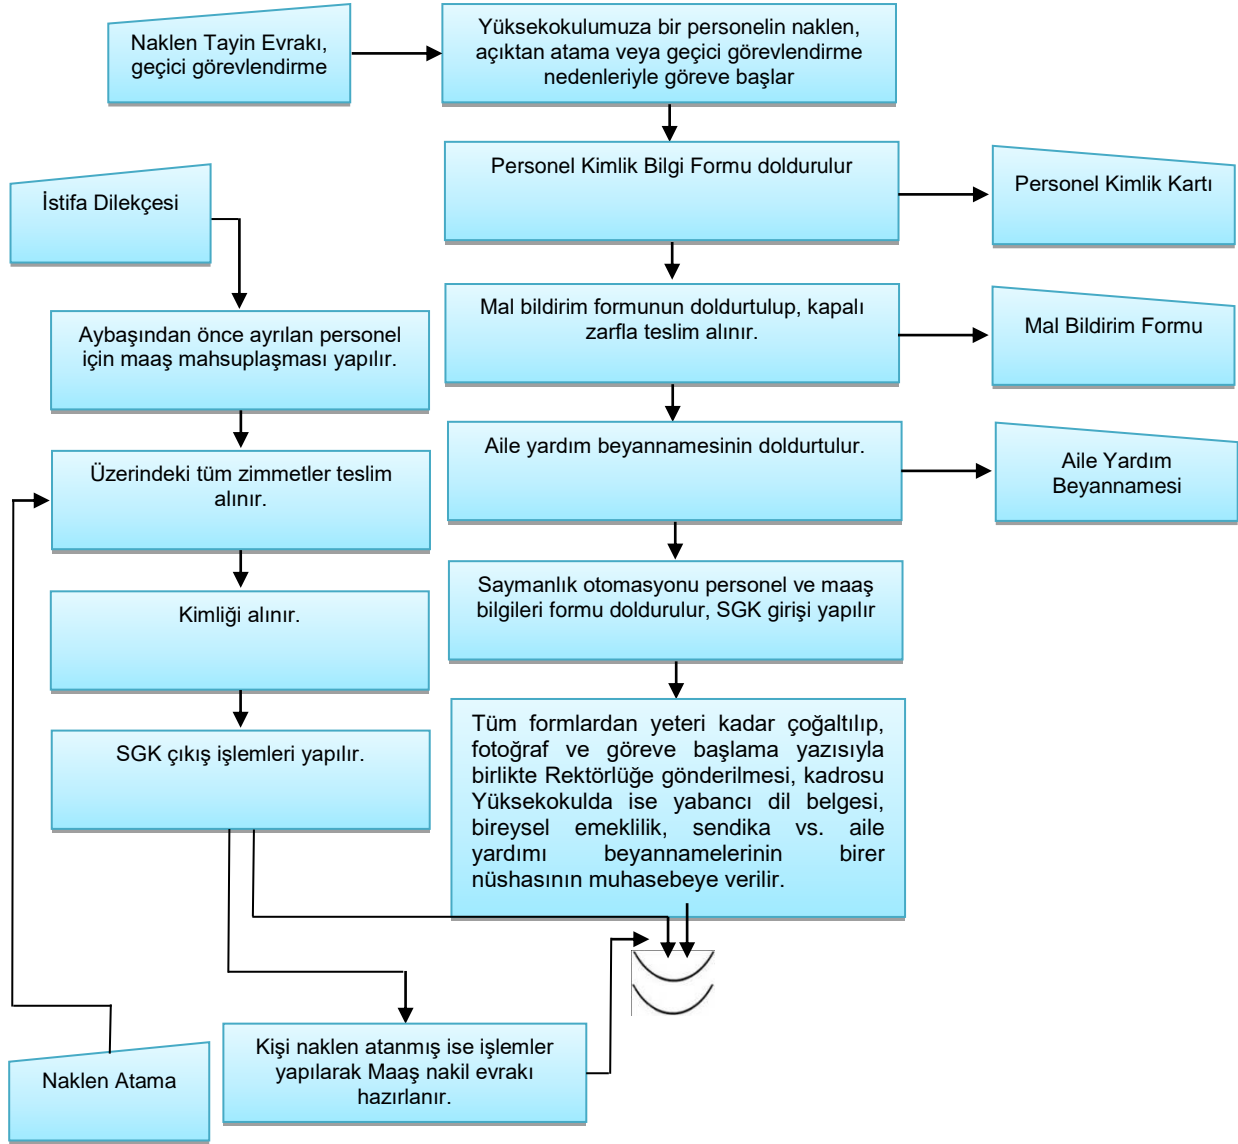 Naklen Tayin Evrakı,
geçici görevlendirme
Yüksekokulumuza bir personelin naklen,
açıktan atama veya geçici görevlendirme
nedenleriyle göreve başlar
Personel Kimlik Bilgi Formu doldurulur
Personel Kimlik Kartı
İstifa Dilekçesi
Mal bildirim formunun doldurtulup, kapalı
zarfla teslim alınır.
Mal Bildirim Formu
Aybaşından önce ayrılan personel
için maaş mahsuplaşması yapılır.
Aile yardım beyannamesinin doldurtulur.
Aile Yardım
Beyannamesi
Üzerindeki tüm zimmetler teslim
alınır.
Saymanlık otomasyonu personel ve maaş
bilgileri formu doldurulur, SGK girişi yapılır
Kimliği alınır.
Tüm formlardan yeteri kadar çoğaltılıp,
fotoğraf ve göreve başlama yazısıyla
birlikte Rektörlüğe gönderilmesi, kadrosu
Yüksekokulda ise yabancı dil belgesi,
bireysel emeklilik, sendika vs. aile
yardımı beyannamelerinin birer
nüshasının muhasebeye verilir.
SGK çıkış işlemleri yapılır.
Kişi naklen atanmış ise işlemler
yapılarak Maaş nakil evrakı
hazırlanır.
Naklen Atama